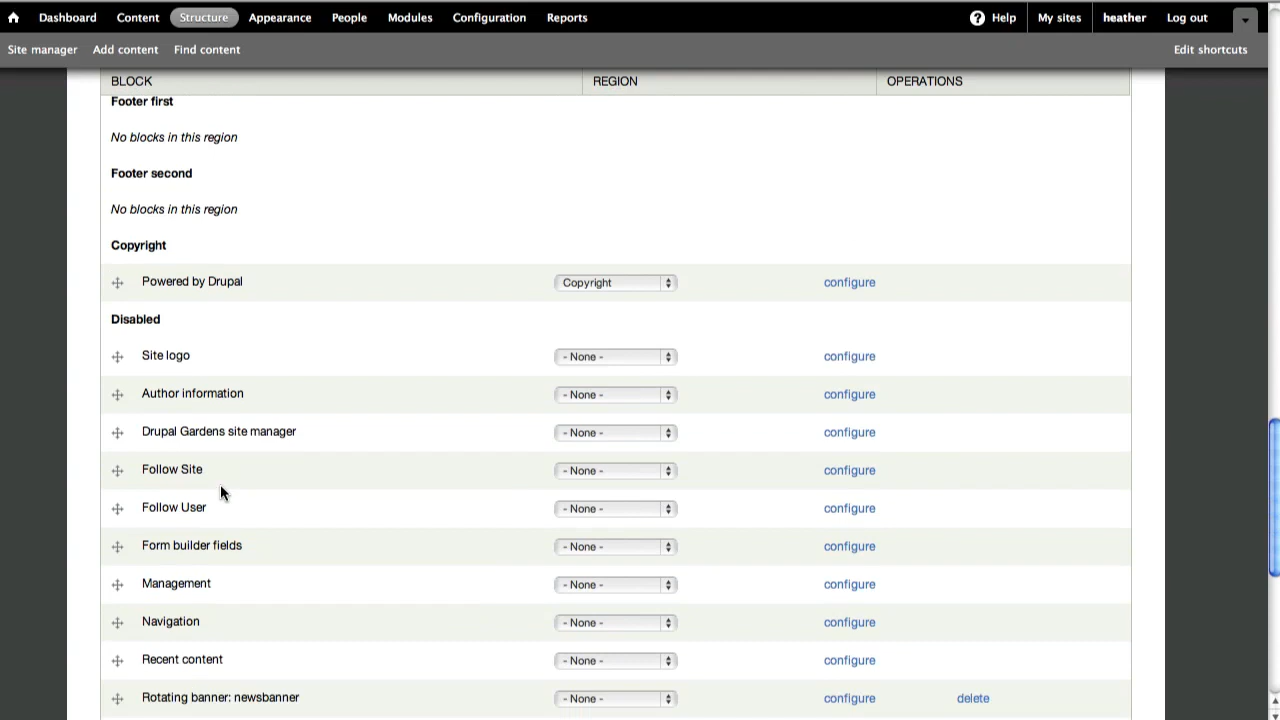 Dashboard Content Structure Appearance People Modules Configuration Reports Help My sites heather Log out
Site manager Add content Find content Edit shortcuts
BLOCK REGION OPERATIONS
Footer first
No blocks in this region
Footer second
No blocks in this region
Copyright
Powered by Drupal Copyright configure
Disabled
Site logo - None - configure
Author information - None - configure
Drupal Gardens site manager - None - configure
Follow Site - None - configure
Follow User - None - configure
Form builder fields - None - configure
Management - None - configure
Navigation - None - configure
Recent content - None - configure
Rotating banner: newsbanner - None - configure delete